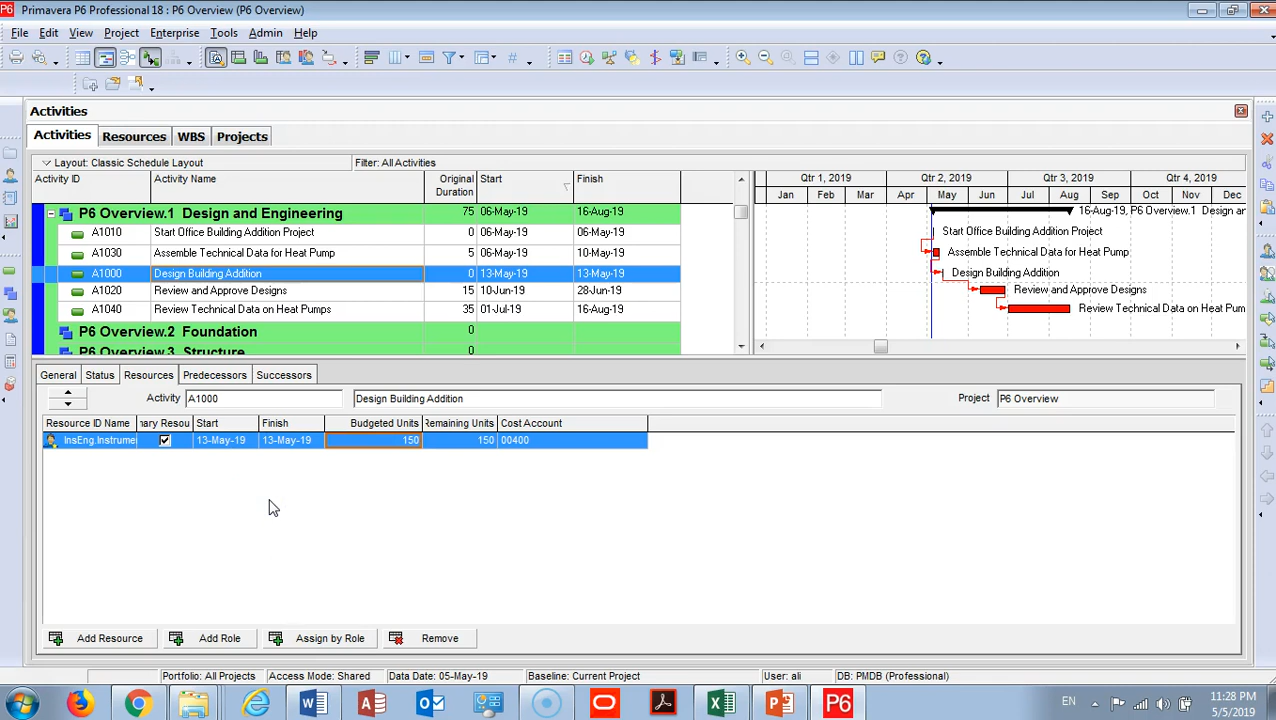 Primavera P6 Professional 18 : P6 Overview (P6 Overview)
File Edit View Project Enterprise Tools Admin Help
Activities
Activities Resources WBS Projects
Layout: Classic Schedule Layout Filter: All Activities
Activity ID Activity Name Original Duration Start Finish
Qtr 1, 2019 Qtr 2, 2019 Qtr 3, 2019 Qtr 4, 2019
Jan Feb Mar Apr May Jun Jul Aug Sep Oct Nov Dec
P6 Overview.1 Design and Engineering 75 06-May-19 16-Aug-19 16-Aug-19, P6 Overview.1 Design ar
A1010 Start Office Building Addition Project 0 06-May-19 06-May-19 Start Office Building Addition Project
A1030 Assemble Technical Data for Heat Pump 5 06-May-19 10-May-19 Assemble Technical Data for Heat Pump
A1000 Design Building Addition 0 13-May-19 13-May-19 Design Building Addition
A1020 Review and Approve Designs 15 10-Jun-19 28-Jun-19 Review and Approve Designs
A1040 Review Technical Data on Heat Pumps 35 01-Jul-19 16-Aug-19 Review Technical Data on Heat Pum
P6 Overview.2 Foundation 0
P6 Overview.3 Structure 0
General Status Resources Predecessors Successors
Activity A1000 Design Building Addition Project P6 Overview
Resource ID Name nary Resou Start Finish Budgeted Units Remaining Units Cost Account
InsEng.Instrume 13-May-19 13-May-19 150 150 00400
Add Resource Add Role Assign by Role Remove
Portfolio: All Projects Access Mode: Shared Data Date: 05-May-19 Baseline: Current Project User: ali DB: PMDB (Professional)
EN 11:28 PM
5/5/2019